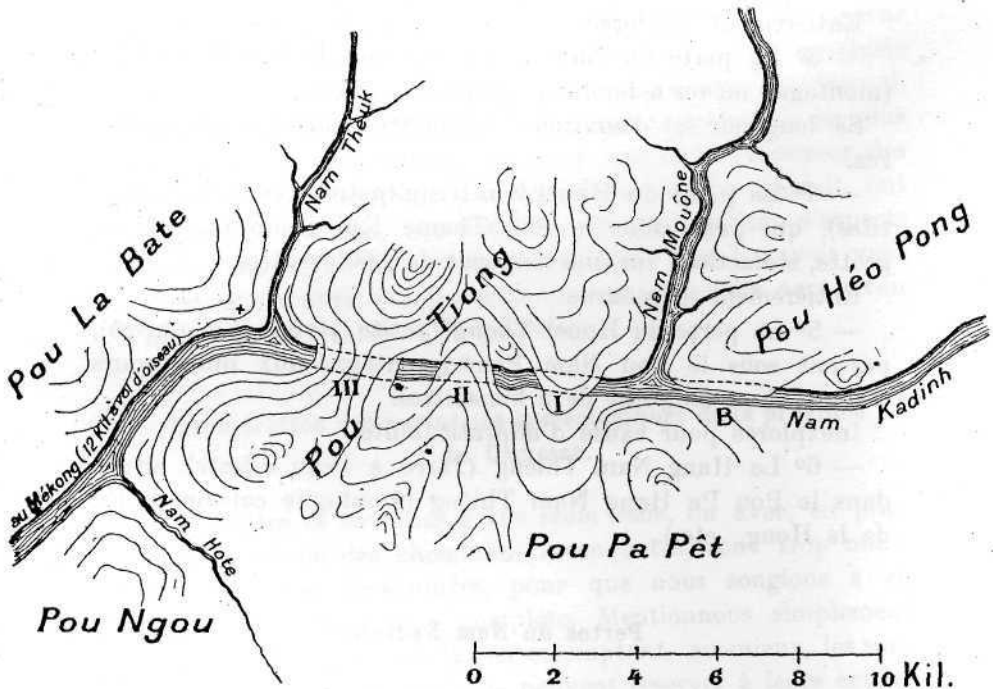 Nam Theuk
Pou La Bate
Pou Tiong
Nam Mouône
Pou Héo Pong
au Mékong (12 Kil. à vol d'oiseau)
III
II
I
B
Nam Kadinh
Nam Hote
Pou Ngou
Pou Pa Pêt
0 2 4 6 8 10 Kil.